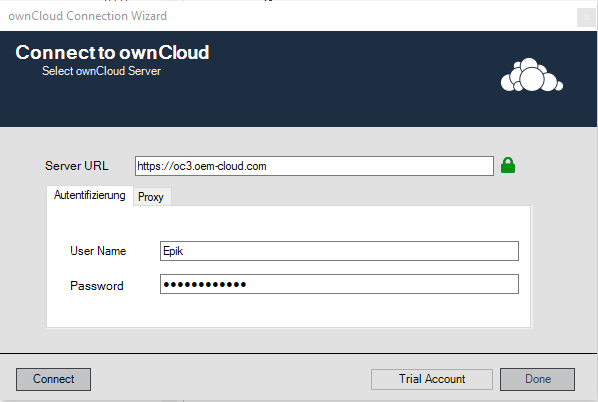 ownCloud Connection Wizard
x
Connect to ownCloud
Select ownCloud Server
Server URL https://oc3.oem-cloud.com
Autentifizierung Proxy
User Name Epik
Password ●●●●●●●●●●●●
Connect Trial Account Done